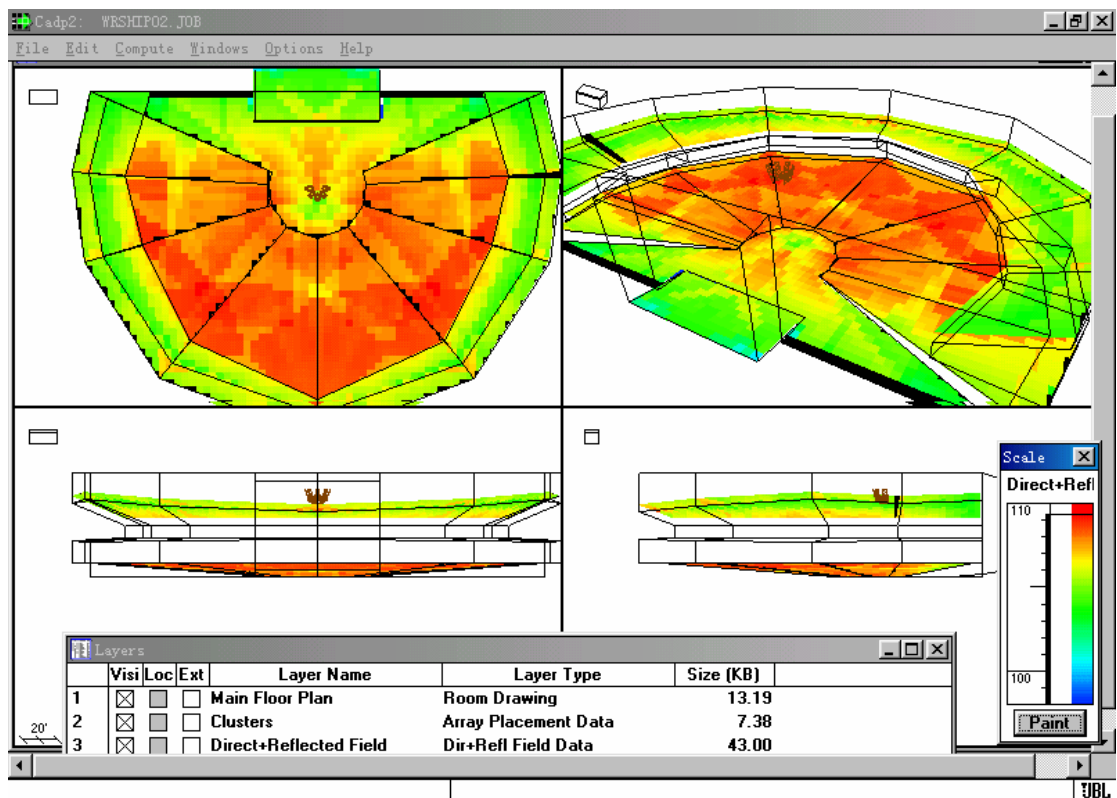 Cadp2: WRSHIP02.JOB
File Edit Compute Windows Options Help
Scale
Direct+Refl
110
100
Paint
Layers
Visi Loc Ext Layer Name Layer Type Size (KB)
1 Main Floor Plan Room Drawing 13.19
2 Clusters Array Placement Data 7.38
3 Direct+Reflected Field Dir+Refl Field Data 43.00
20'
JBL